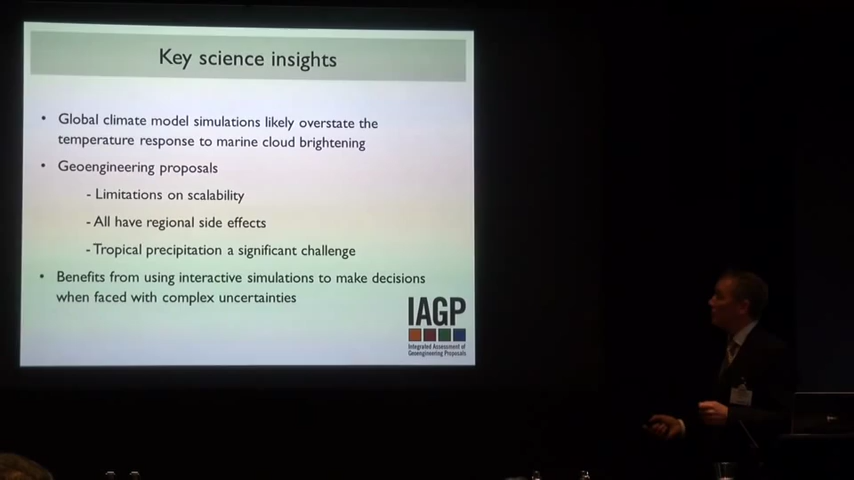 Key science insights
• Global climate model simulations likely overstate the
temperature response to marine cloud brightening
• Geoengineering proposals
- Limitations on scalability
- All have regional side effects
- Tropical precipitation a significant challenge
• Benefits from using interactive simulations to make decisions
when faced with complex uncertainties
IAGP
Integrated Assessment of
Geoengineering Proposals